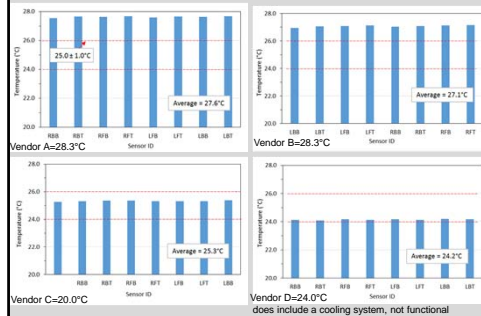 28.0
26.0
24.0
22.0
20.0
Temperature (°C)
25.0 ± 1.0°C
Average = 27.6°C
RBB RBT RFB RFT LFB LFT LBB LBT
Sensor ID
Vendor A=28.3°C
28.0
26.0
24.0
22.0
20.0
Temperature (°C)
Average = 27.1°C
LBB LBT LFB LFT RBB RBT RFB RFT
Sensor ID
Vendor B=28.3°C
28.0
26.0
24.0
22.0
20.0
Temperature (°C)
Average = 25.3°C
RBB RBT RFB RFT LFB LFT LBB
Sensor ID
Vendor C=20.0°C
28.0
26.0
24.0
22.0
20.0
Temperature (°C)
Average = 24.2°C
RBB RBT RFB RFT LFB LFT LBB LBT
Sensor ID
Vendor D=24.0°C
does include a cooling system, not functional